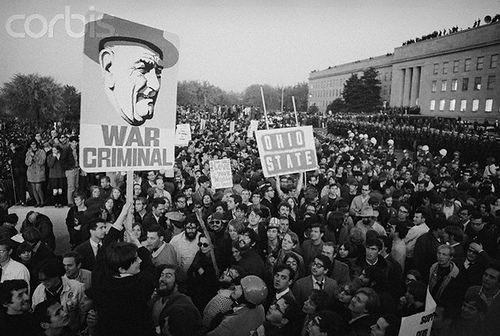 corbis
WAR
CRIMINAL
OHIO
STATE